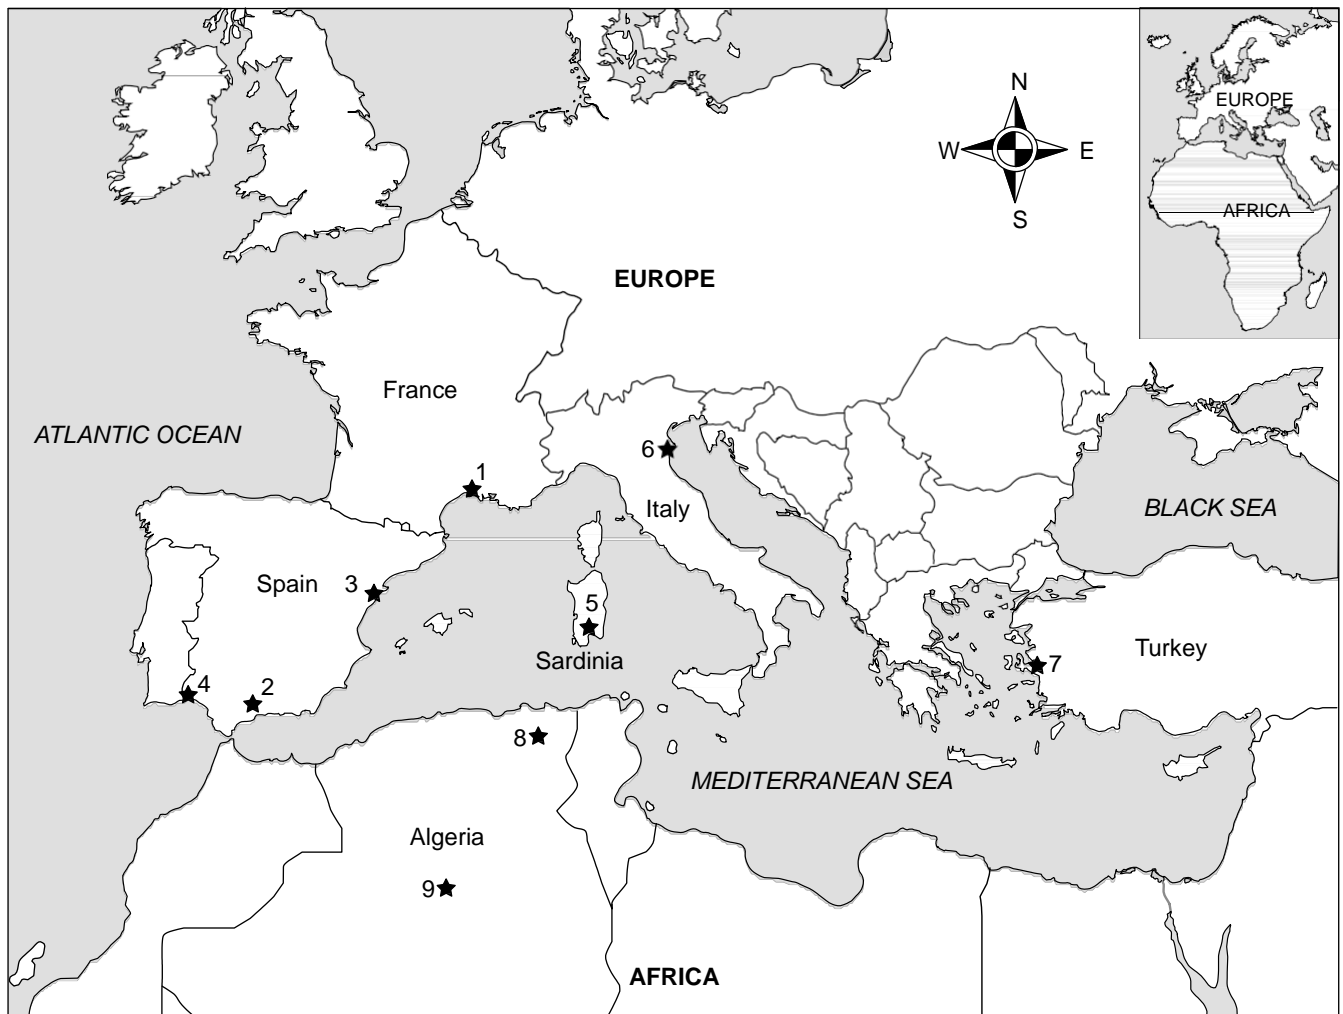 N
W
E
S
EUROPE
AFRICA
EUROPE
France
ATLANTIC OCEAN
6
1
Italy
BLACK SEA
Spain
3
5
Sardinia
Turkey
7
4
2
8
MEDITERRANEAN SEA
Algeria
9
AFRICA